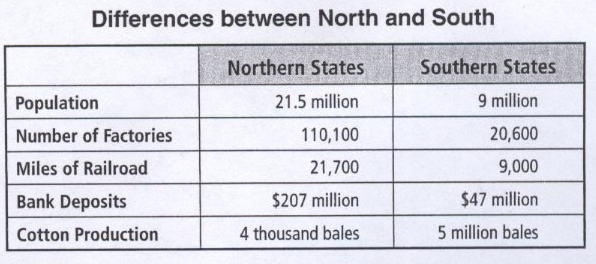 Differences between North and South
Northern States Southern States
Population 21.5 million 9 million
Number of Factories 110,100 20,600
Miles of Railroad 21,700 9,000
Bank Deposits $207 million $47 million
Cotton Production 4 thousand bales 5 million bales